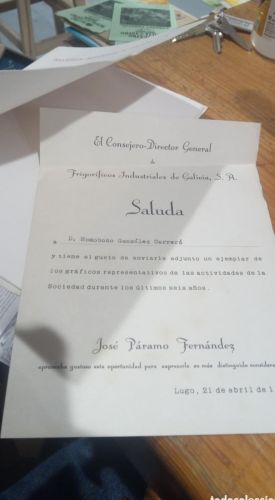 El Consejero-Director General
de
Frigoríficos Industriales de Galicia, S. A.
Saluda
a D. Homobono González Carrerá
y tiene el gusto de enviarle adjunto un ejemplar de
los gráficos representativos de las actividades de la
Sociedad durante los últimos seis años.
José Páramo Fernández
aprovecha gustoso esta oportunidad para expresarle su más distinguida considera
Lugo, 21 de abril de 1
todocoleccion